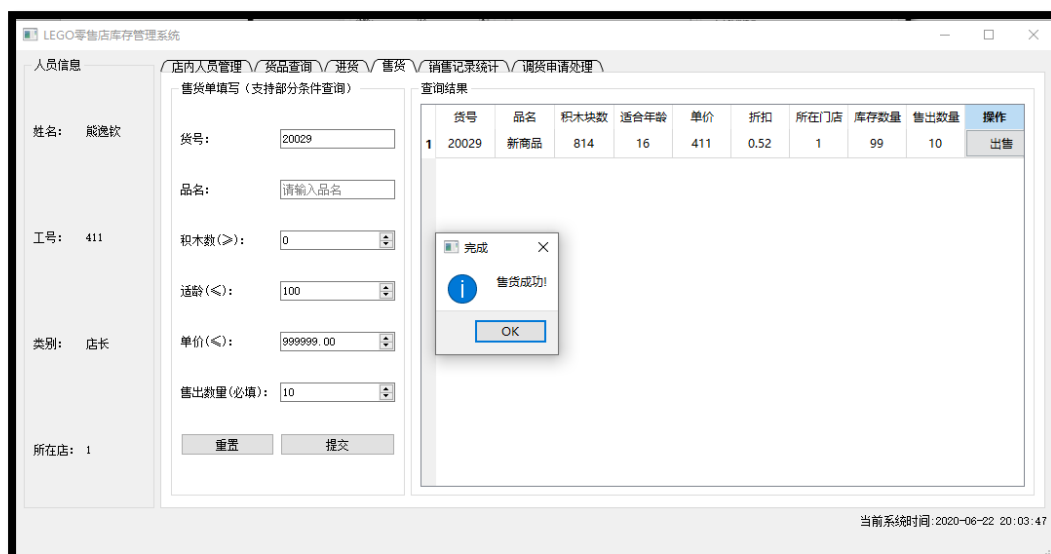 LEGO零售店库存管理系统
人员信息
店内人员管理 货品查询 进货 售货 销售记录统计 调货申请处理
售货单填写（支持部分条件查询）
查询结果
货号 品名 积木块数 适合年龄 单价 折扣 所在门店 库存数量 售出数量 操作
1 20029 新商品 814 16 411 0.52 1 99 10 出售
姓名： 熊逸钦
货号： 20029
品名： 请输入品名
工号： 411
积木数(≥)： 0
完成
售货成功!
OK
适龄(≤)： 100
类别： 店长
单价(≤)： 999999.00
售出数量(必填)： 10
重置 提交
所在店： 1
当前系统时间:2020-06-22 20:03:47